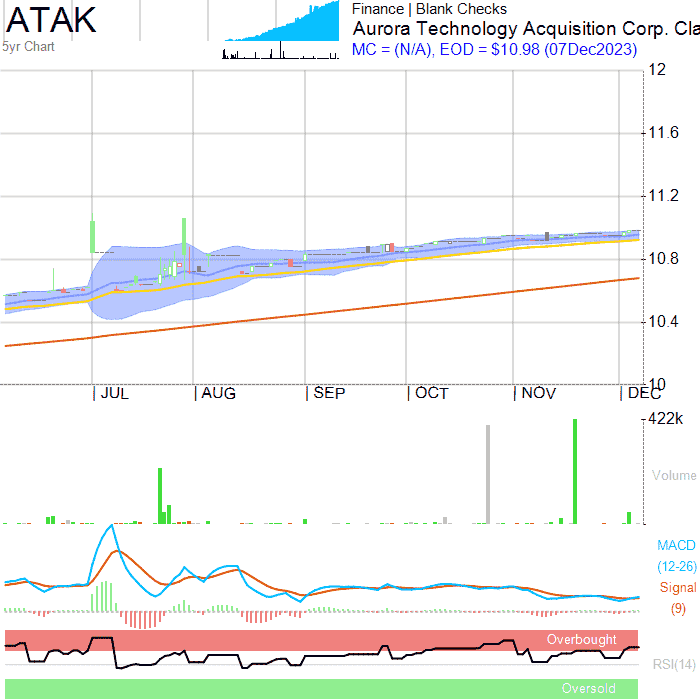 ATAK
5yr Chart
Finance | Blank Checks
Aurora Technology Acquisition Corp. Cla
MC = (N/A), EOD = $10.98 (07Dec2023)
12
11.6
11.2
10.8
10.4
10
JUL AUG SEP OCT NOV DEC
422k
Volume
MACD
(12-26)
Signal
(9)
Overbought
RSI(14)
Oversold